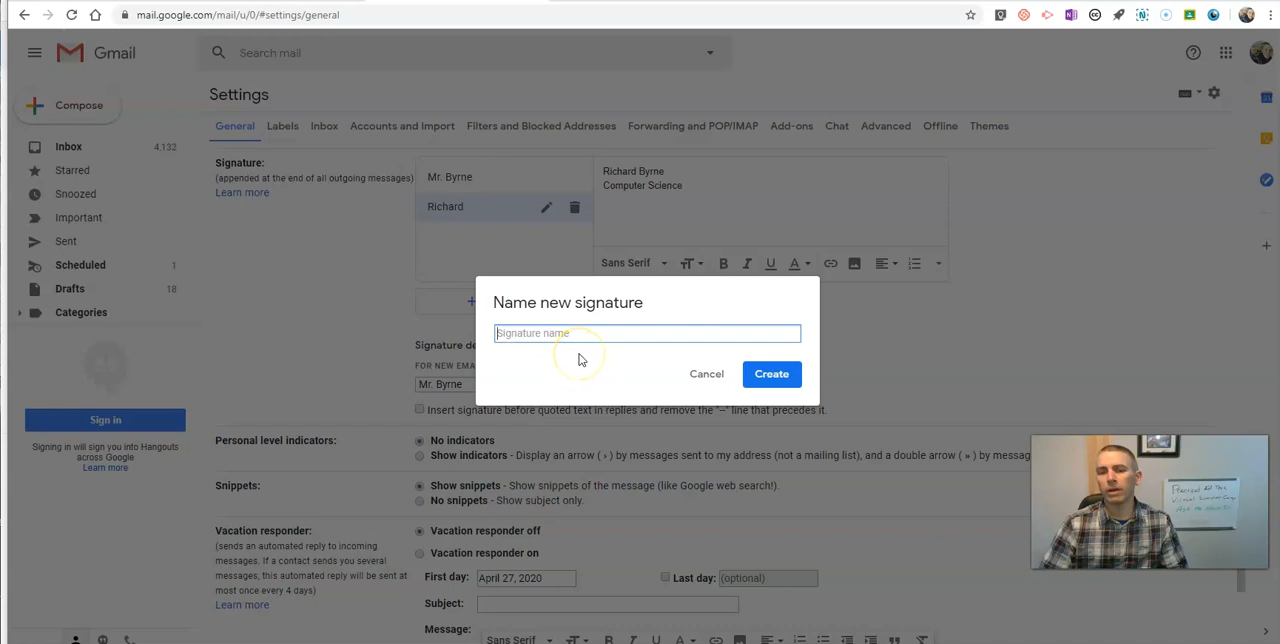 mail.google.com/mail/u/0/#settings/general
Gmail
Search mail
Compose
Settings
General Labels Inbox Accounts and Import Filters and Blocked Addresses Forwarding and POP/IMAP Add-ons Chat Advanced Offline Themes
Inbox 4,132
Starred
Snoozed
Important
Sent
Scheduled 1
Drafts 18
Categories
Sign in
Signing in will sign you into Hangouts
across Google
Learn more
Signature:
(appended at the end of all outgoing messages)
Learn more
Mr. Byrne
Richard
Richard Byrne
Computer Science
Sans Serif
Name new signature
Signature name
Cancel Create
Signature de
FOR NEW EMA
Mr. Byrne
Insert signature before quoted text in replies and remove the "--" line that precedes it.
Personal level indicators:
No indicators
Show indicators - Display an arrow ( › ) by messages sent to my address (not a mailing list), and a double arrow ( » ) by messag
Snippets:
Show snippets - Show snippets of the message (like Google web search!).
No snippets - Show subject only.
Vacation responder:
(sends an automated reply to incoming
messages. If a contact sends you several
messages, this automated reply will be sent at
most once every 4 days)
Learn more
Vacation responder off
Vacation responder on
First day: April 27, 2020 Last day: (optional)
Subject:
Message:
Sans Serif